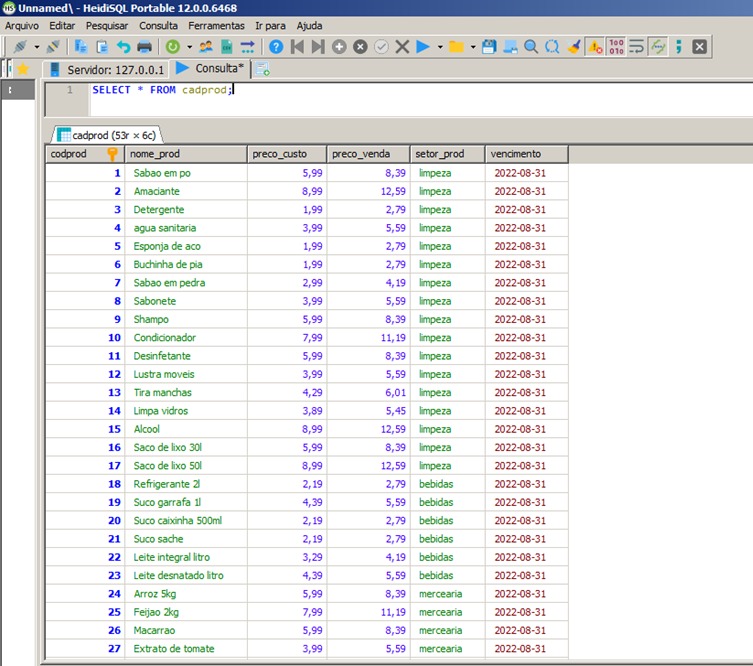 Unnamed\ - HeidiSQL Portable 12.0.0.6468
Arquivo Editar Pesquisar Consulta Ferramentas Ir para Ajuda
Servidor: 127.0.0.1 Consulta*
1 SELECT * FROM cadprod;
cadprod (53r × 6c)
codprod nome_prod preco_custo preco_venda setor_prod vencimento
1 Sabao em po 5,99 8,39 limpeza 2022-08-31
2 Amaciante 8,99 12,59 limpeza 2022-08-31
3 Detergente 1,99 2,79 limpeza 2022-08-31
4 agua sanitaria 3,99 5,59 limpeza 2022-08-31
5 Esponja de aco 1,99 2,79 limpeza 2022-08-31
6 Buchinha de pia 1,99 2,79 limpeza 2022-08-31
7 Sabao em pedra 2,99 4,19 limpeza 2022-08-31
8 Sabonete 3,99 5,59 limpeza 2022-08-31
9 Shampo 5,99 8,39 limpeza 2022-08-31
10 Condicionador 7,99 11,19 limpeza 2022-08-31
11 Desinfetante 5,99 8,39 limpeza 2022-08-31
12 Lustra moveis 3,99 5,59 limpeza 2022-08-31
13 Tira manchas 4,29 6,01 limpeza 2022-08-31
14 Limpa vidros 3,89 5,45 limpeza 2022-08-31
15 Alcool 8,99 12,59 limpeza 2022-08-31
16 Saco de lixo 30l 5,99 8,39 limpeza 2022-08-31
17 Saco de lixo 50l 8,99 12,59 limpeza 2022-08-31
18 Refrigerante 2l 2,19 2,79 bebidas 2022-08-31
19 Suco garrafa 1l 4,39 5,59 bebidas 2022-08-31
20 Suco caixinha 500ml 2,19 2,79 bebidas 2022-08-31
21 Suco sache 2,19 2,79 bebidas 2022-08-31
22 Leite integral litro 3,29 4,19 bebidas 2022-08-31
23 Leite desnatado litro 4,39 5,59 bebidas 2022-08-31
24 Arroz 5kg 5,99 8,39 mercearia 2022-08-31
25 Feijao 2kg 7,99 11,19 mercearia 2022-08-31
26 Macarrao 5,99 8,39 mercearia 2022-08-31
27 Extrato de tomate 3,99 5,59 mercearia 2022-08-31